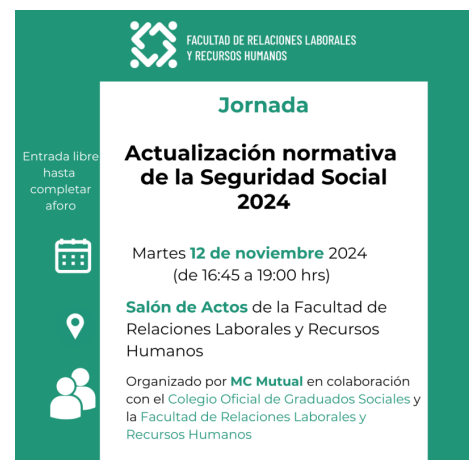 FACULTAD DE RELACIONES LABORALES
Y RECURSOS HUMANOS
Jornada
Entrada libre
hasta
completar
aforo
Actualización normativa
de la Seguridad Social
2024
Martes 12 de noviembre 2024
(de 16:45 a 19:00 hrs)
Salón de Actos de la Facultad de
Relaciones Laborales y Recursos
Humanos
Organizado por MC Mutual en colaboración
con el Colegio Oficial de Graduados Sociales y
la Facultad de Relaciones Laborales y
Recursos Humanos